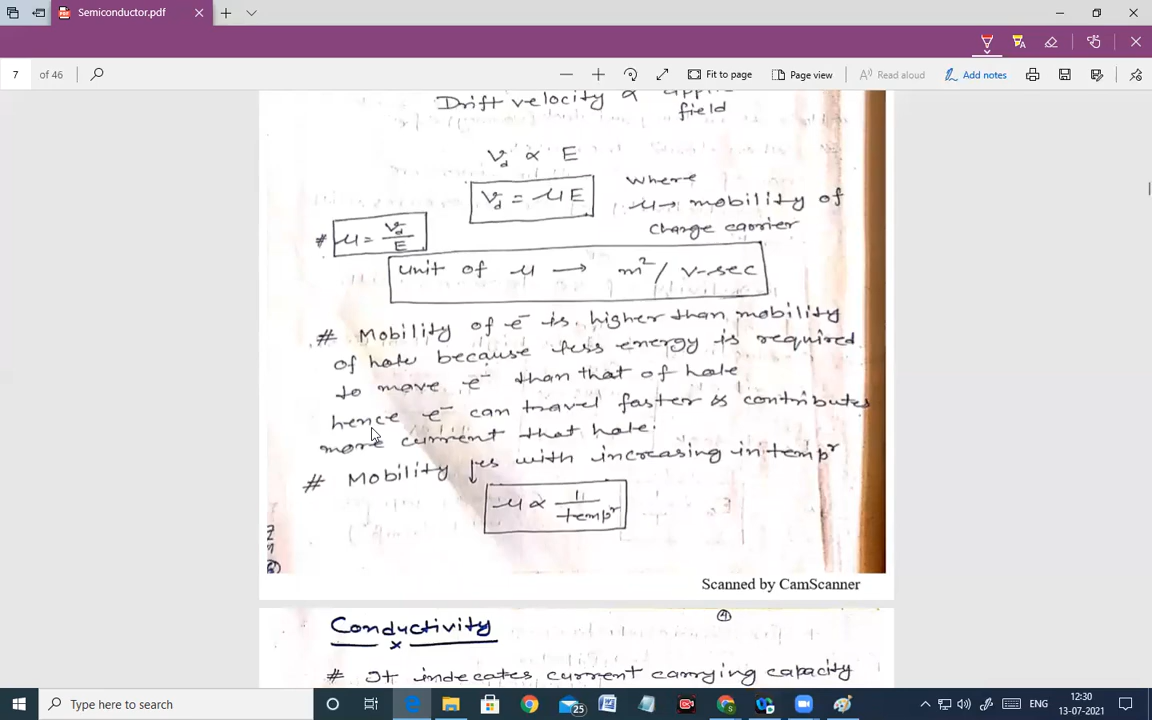 Semiconductor.pdf
7 of 46
Fit to page
Page view
Read aloud
Add notes
Drift velocity ∝
field
Vd ∝ E
Vd = μE
Where
μ → mobility of
charge carrier
# μ = Vd/E
Unit of μ → m²/v-sec
# Mobility of e⁻ is higher than mobility
of hole because less energy is required
to move e⁻ than that of hole
hence e⁻ can travel faster & contributes
more current that hole.
# Mobility ↓es with increasing in tempʳ
μ ∝ 1/tempʳ
Scanned by CamScanner
4
Conductivity
# It indecates current carrying capacity
Type here to search
25
ENG
12:30
13-07-2021